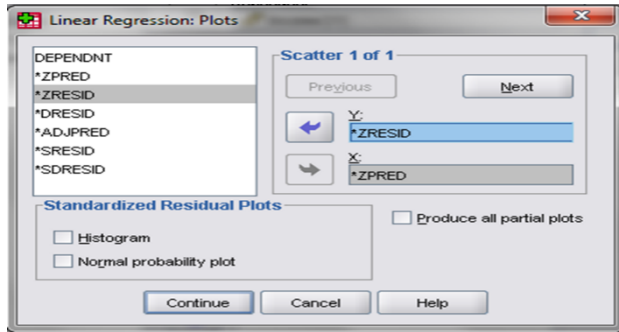 Linear Regression: Plots
DEPENDNT
*ZPRED
*ZRESID
*DRESID
*ADJPRED
*SRESID
*SDRESID
Scatter 1 of 1
Previous
Next
Y:
*ZRESID
X:
*ZPRED
Standardized Residual Plots
Histogram
Normal probability plot
Produce all partial plots
Continue
Cancel
Help